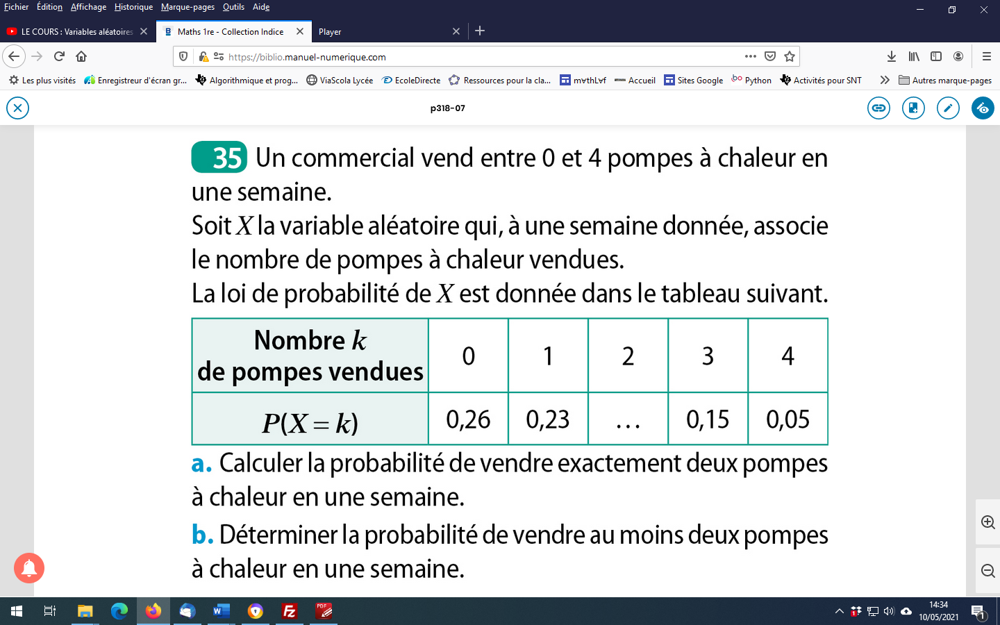 Fichier Édition Affichage Historique Marque-pages Outils Aide
LE COURS : Variables aléatoires
Maths 1re - Collection Indice
Player
https://biblio.manuel-numerique.com
Les plus visités Enregistreur d'écran gr... Algorithmique et prog... ViaScola Lycée EcoleDirecte Ressources pour la cla... m∀thL∀f Accueil Sites Google Python Activités pour SNT Autres marque-pages
p318-07
35 Un commercial vend entre 0 et 4 pompes à chaleur en
une semaine.
Soit X la variable aléatoire qui, à une semaine donnée, associe
le nombre de pompes à chaleur vendues.
La loi de probabilité de X est donnée dans le tableau suivant.
Nombre k
de pompes vendues 0 1 2 3 4
P(X = k) 0,26 0,23 ... 0,15 0,05
a. Calculer la probabilité de vendre exactement deux pompes
à chaleur en une semaine.
b. Déterminer la probabilité de vendre au moins deux pompes
à chaleur en une semaine.
14:34
10/05/2021